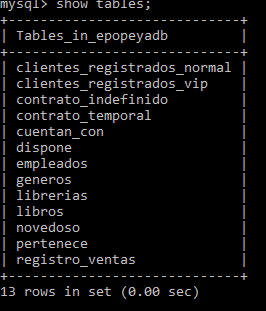 mysql> show tables;
+---------------------------+
| Tables_in_epopeyadb |
+---------------------------+
| clientes_registrados_normal |
| clientes_registrados_vip |
| contrato_indefinido |
| contrato_temporal |
| cuentan_con |
| dispone |
| empleados |
| generos |
| librerias |
| libros |
| novedoso |
| pertenece |
| registro_ventas |
+---------------------------+
13 rows in set (0.00 sec)